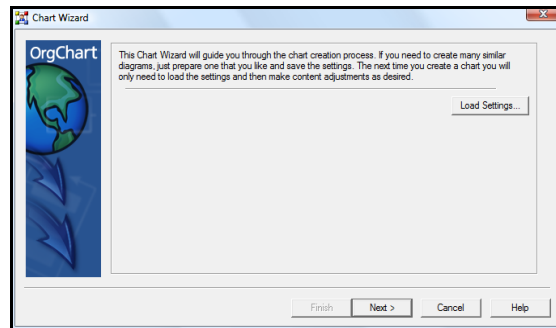 Chart Wizard
OrgChart
This Chart Wizard will guide you through the chart creation process. If you need to create many similar
diagrams, just prepare one that you like and save the settings. The next time you create a chart you will
only need to load the settings and then make content adjustments as desired.
Load Settings...
Finish
Next >
Cancel
Help